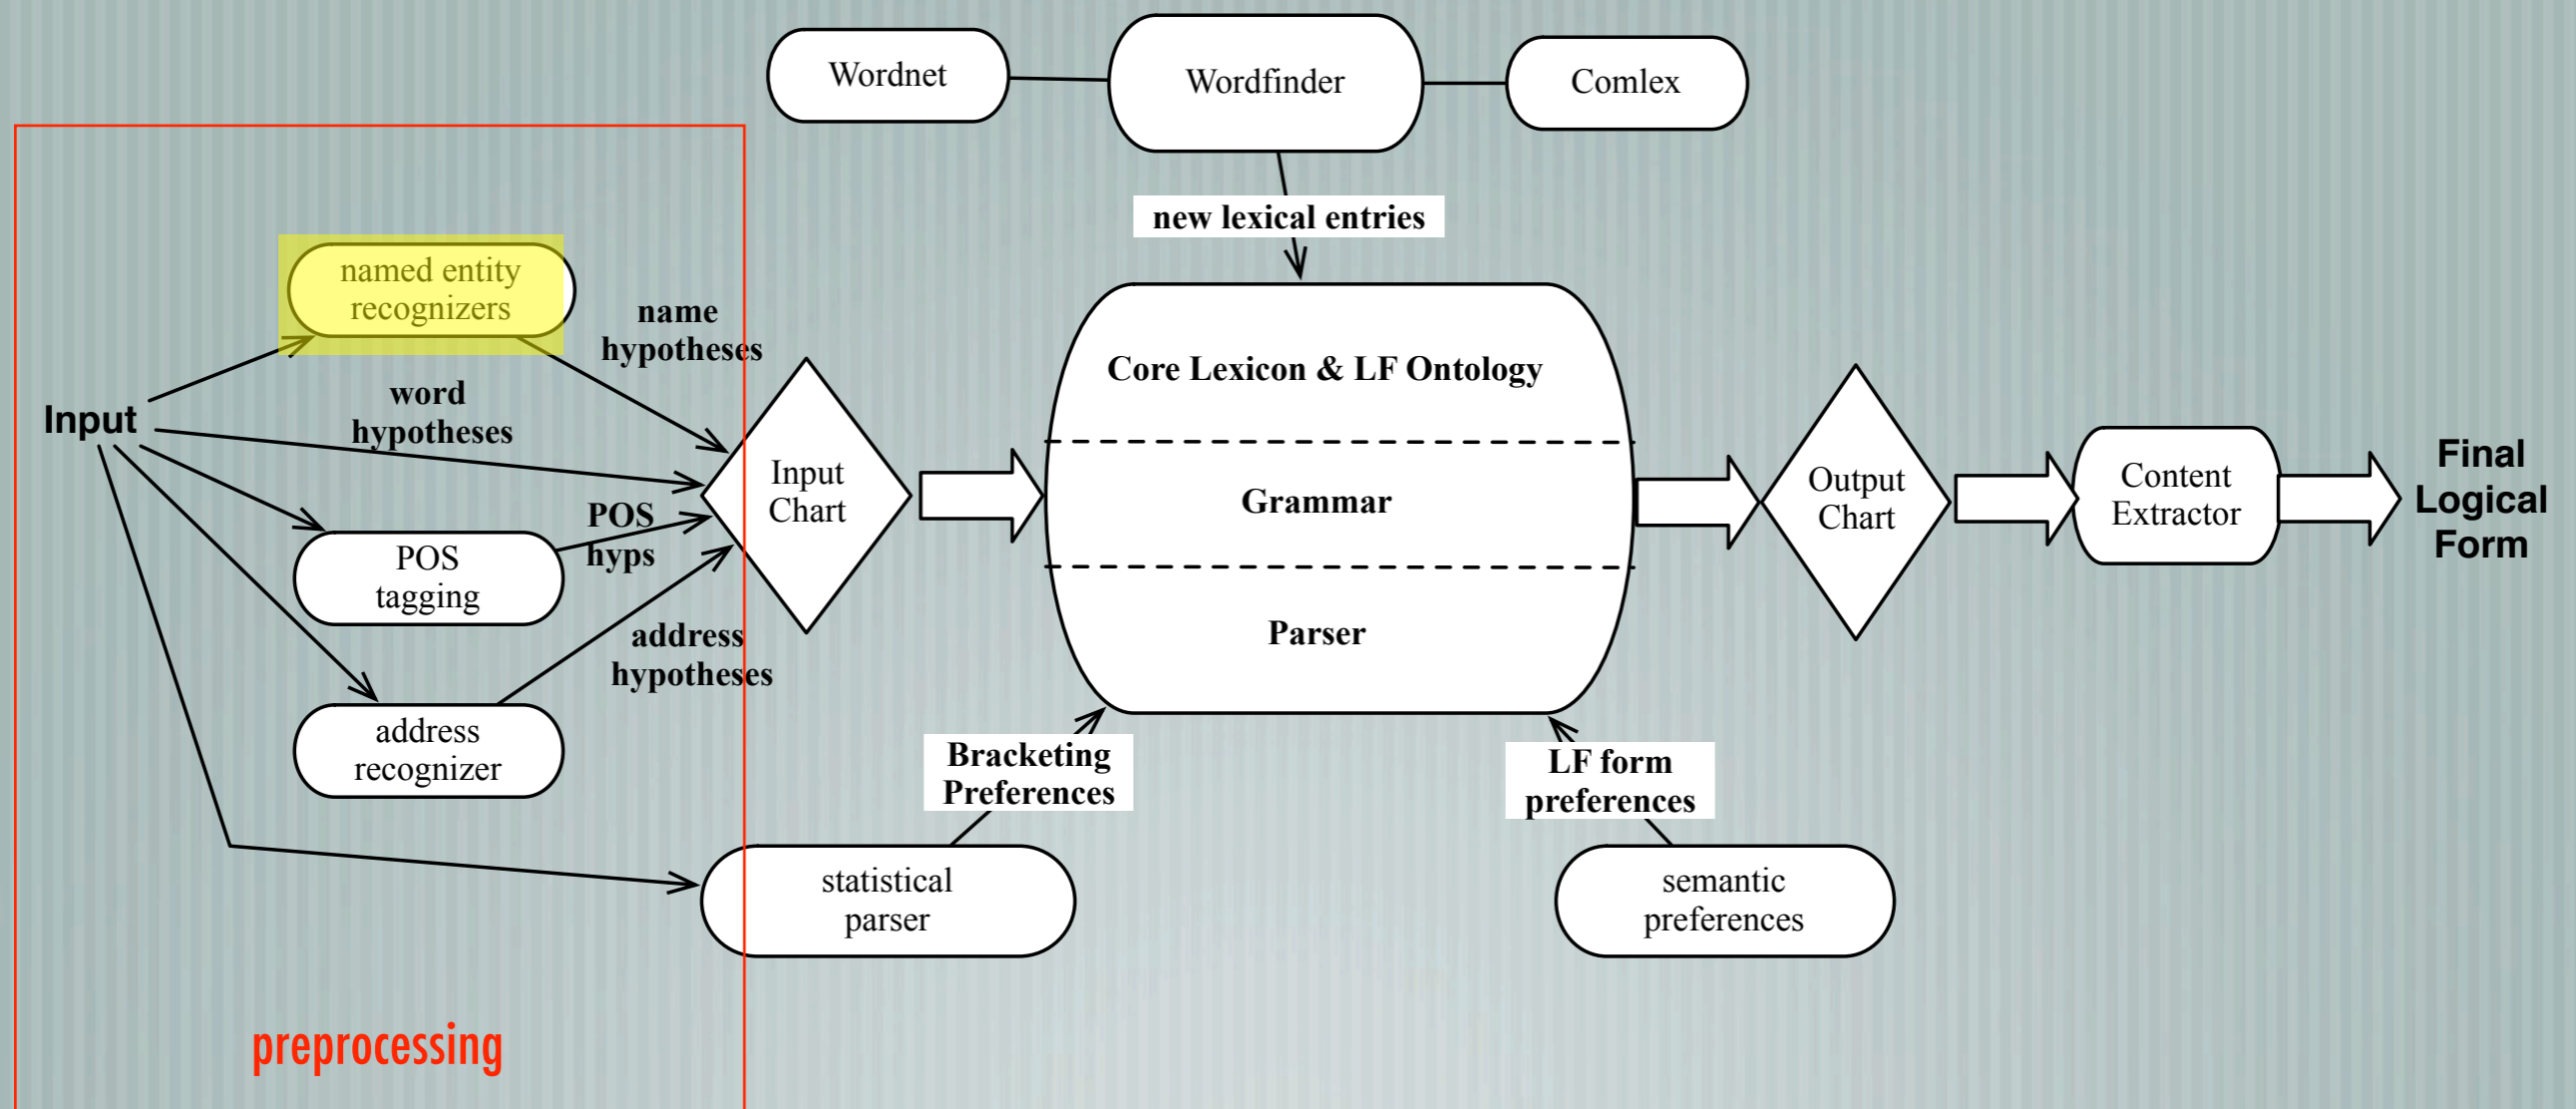 Wordnet
Wordfinder
Comlex
new lexical entries
named entity
recognizers
name
hypotheses
word
hypotheses
Input
POS
hyps
POS
tagging
address
hypotheses
address
recognizer
Input
Chart
Core Lexicon & LF Ontology
Grammar
Parser
Output
Chart
Content
Extractor
Final
Logical
Form
Bracketing
Preferences
LF form
preferences
statistical
parser
semantic
preferences
preprocessing